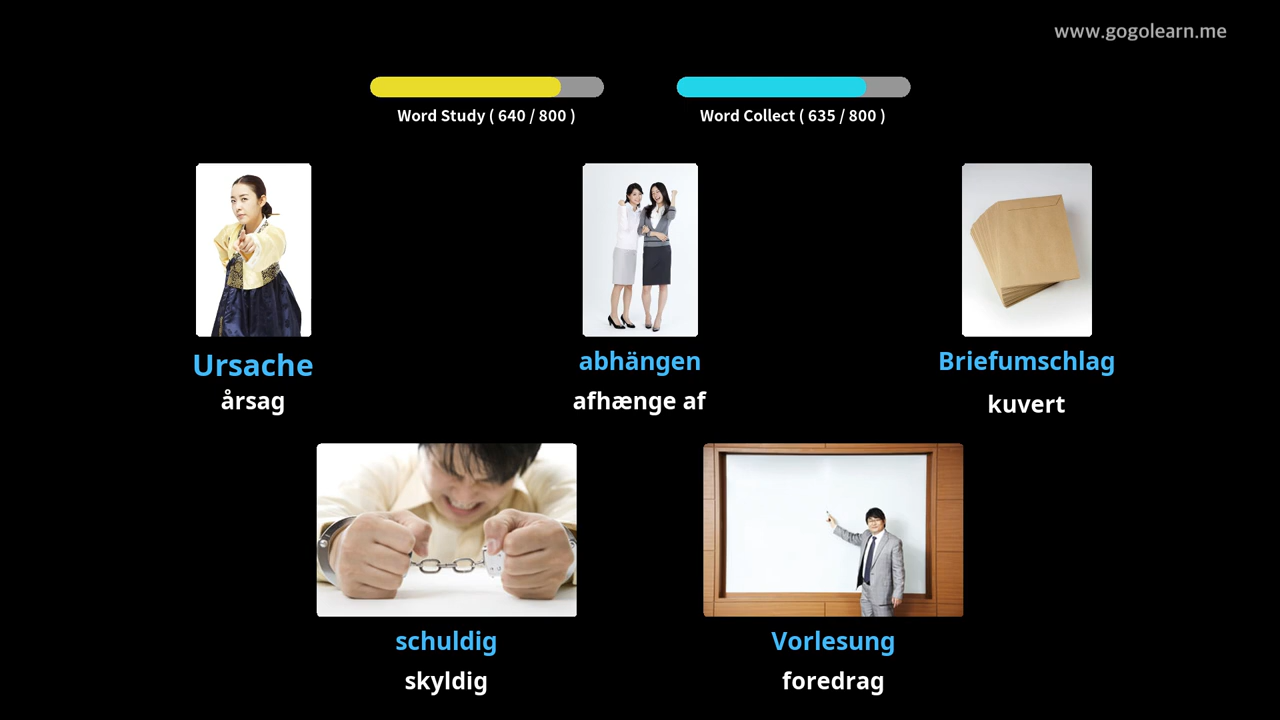 www.gogolearn.me
Word Study ( 640 / 800 )
Word Collect ( 635 / 800 )
Ursache
årsag
abhängen
afhænge af
Briefumschlag
kuvert
schuldig
skyldig
Vorlesung
foredrag